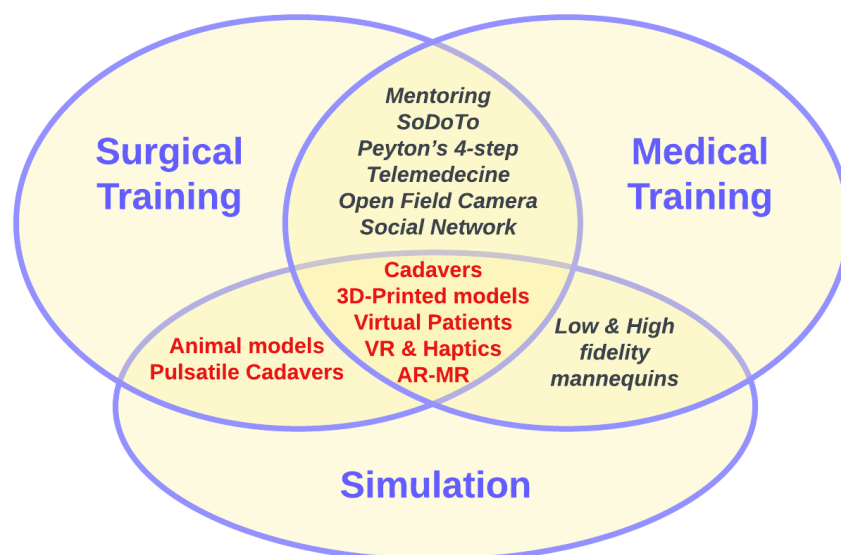 Surgical
Training
Mentoring
SoDoTo
Peyton's 4-step
Telemedecine
Open Field Camera
Social Network
Medical
Training
Cadavers
3D-Printed models
Virtual Patients
VR & Haptics
AR-MR
Animal models
Pulsatile Cadavers
Low & High
fidelity
mannequins
Simulation